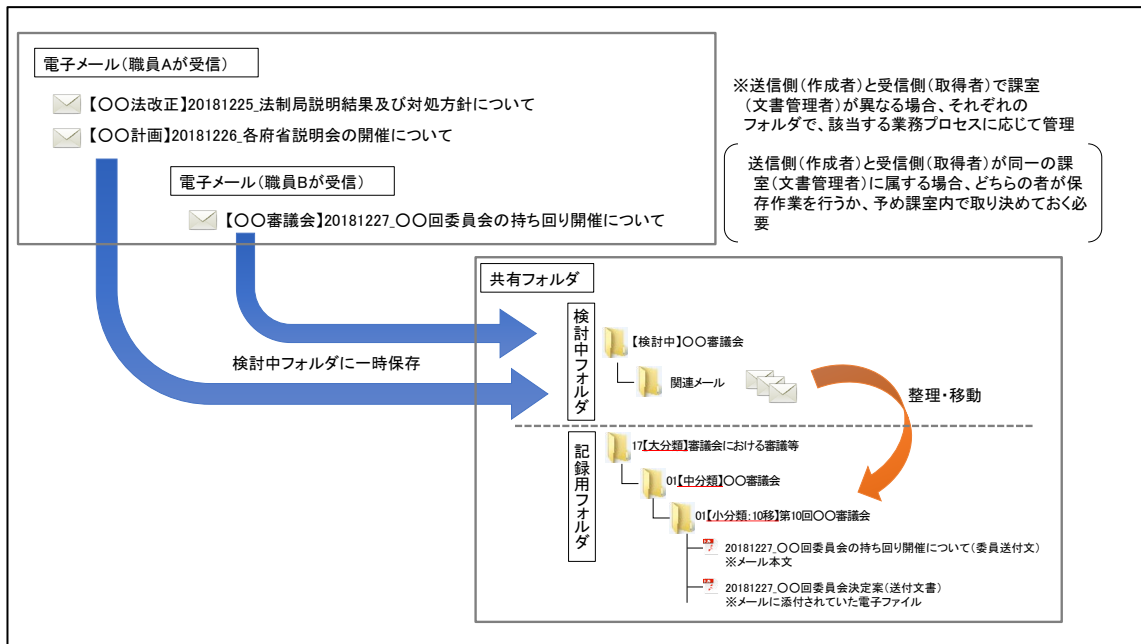 電子メール(職員Aが受信)
【〇〇法改正】20181225_法制局説明結果及び対処方針について
【〇〇計画】20181226_各府省説明会の開催について
電子メール(職員Bが受信)
【〇〇審議会】20181227_〇〇回委員会の持ち回り開催について
※送信側(作成者)と受信側(取得者)で課室
(文書管理者)が異なる場合、それぞれの
フォルダで、該当する業務プロセスに応じて管理
送信側(作成者)と受信側(取得者)が同一の課
室(文書管理者)に属する場合、どちらの者が保
存作業を行うか、予め課室内で取り決めておく必
要
検討中フォルダに一時保存
共有フォルダ
検討中フォルダ
【検討中】〇〇審議会
関連メール
整理・移動
記録用フォルダ
17【大分類】審議会における審議等
01【中分類】〇〇審議会
01【小分類:10移】第10回〇〇審議会
20181227_〇〇回委員会の持ち回り開催について(委員送付文)
※メール本文
20181227_〇〇回委員会決定案(送付文書)
※メールに添付されていた電子ファイル